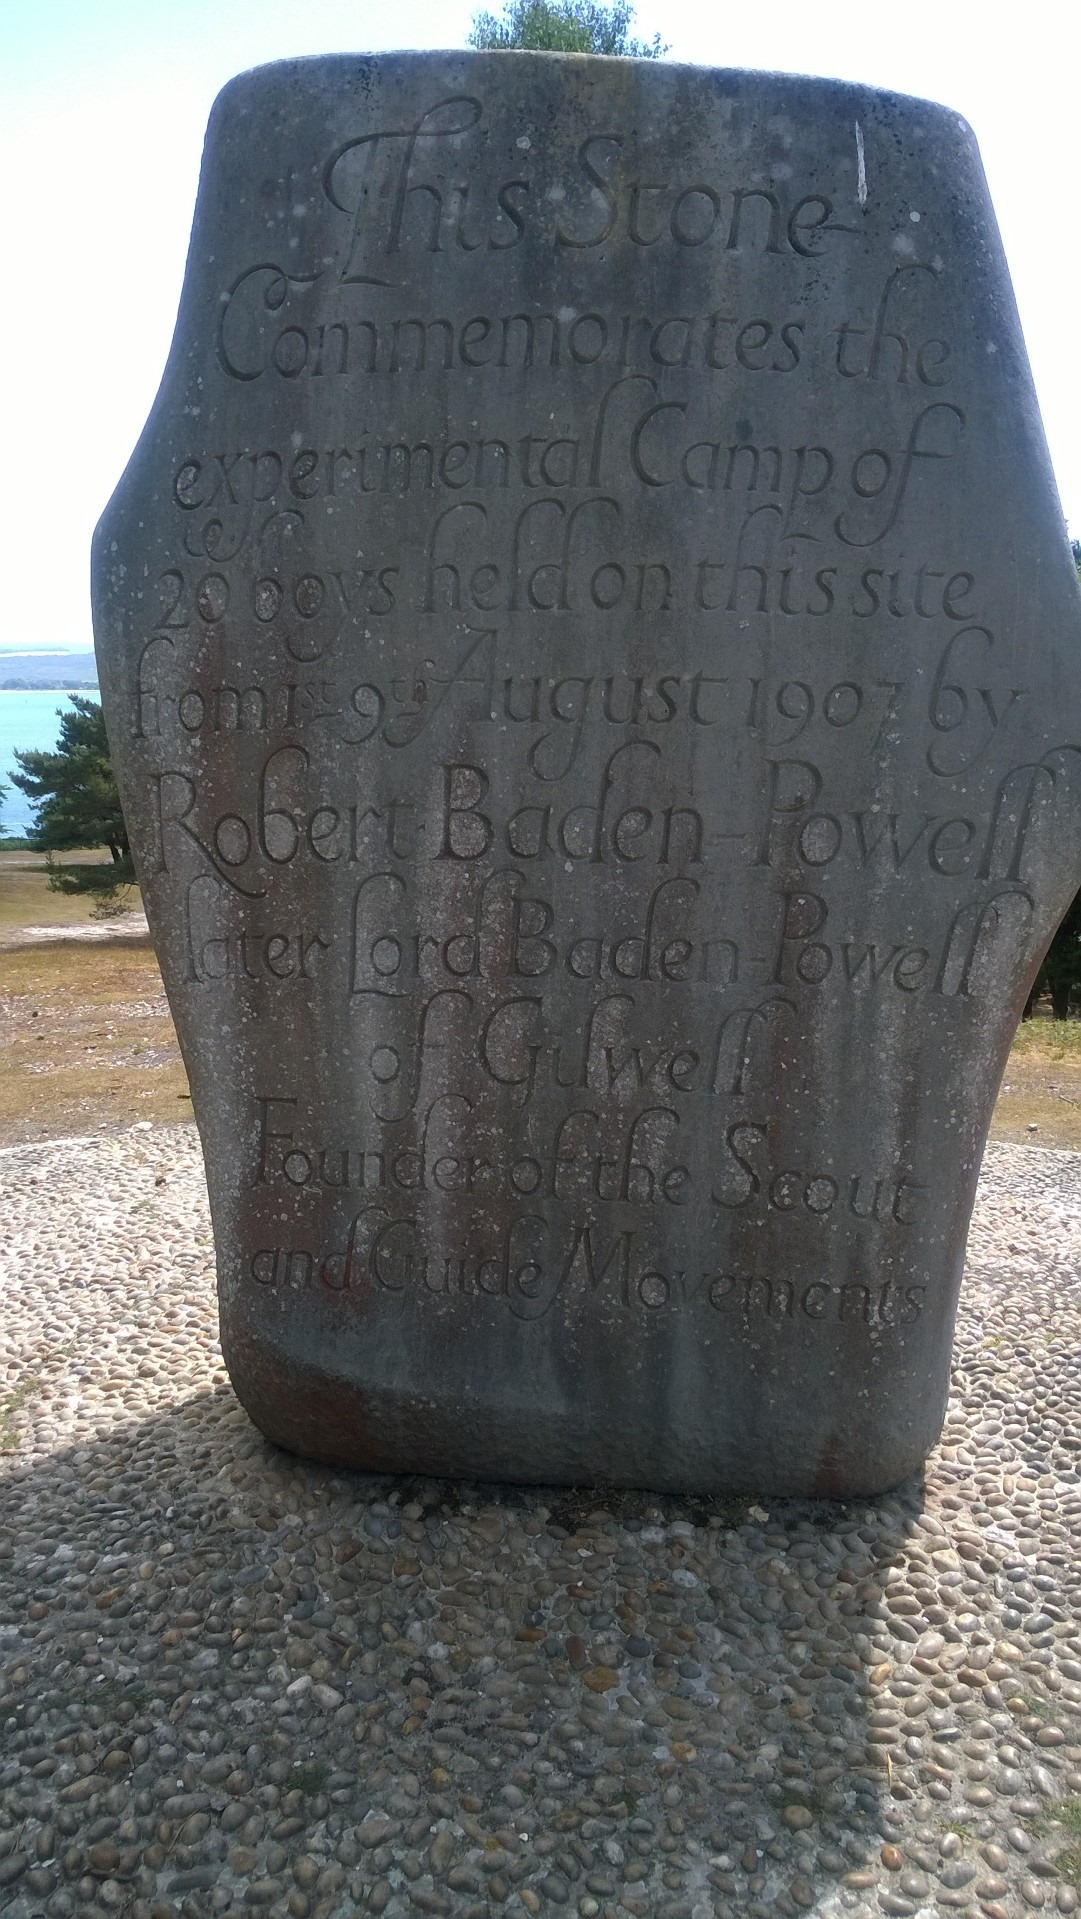 This Stone
Commemorates the
experimental Camp of
20 boys held on this site
from 1st-9th August 1907 by
Robert Baden-Powell
later Lord Baden-Powell
of Gilwell
Founder of the Scout
and Guide Movements